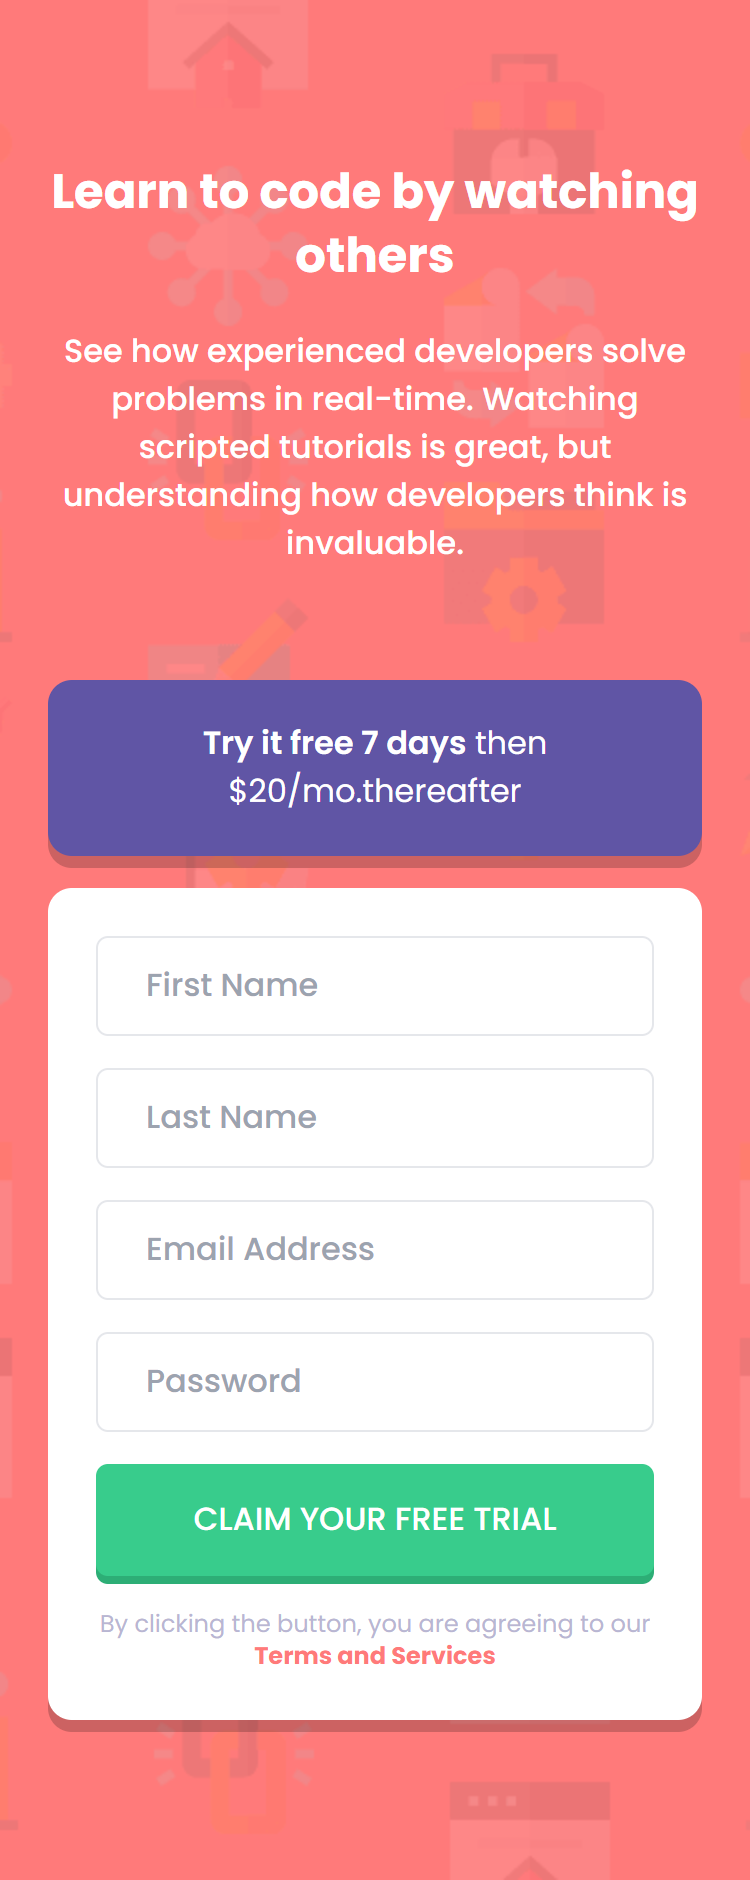 Learn to code by watching
others
See how experienced developers solve
problems in real-time. Watching
scripted tutorials is great, but
understanding how developers think is
invaluable.
Try it free 7 days then
$20/mo.thereafter
First Name
Last Name
Email Address
Password
CLAIM YOUR FREE TRIAL
By clicking the button, you are agreeing to our
Terms and Services